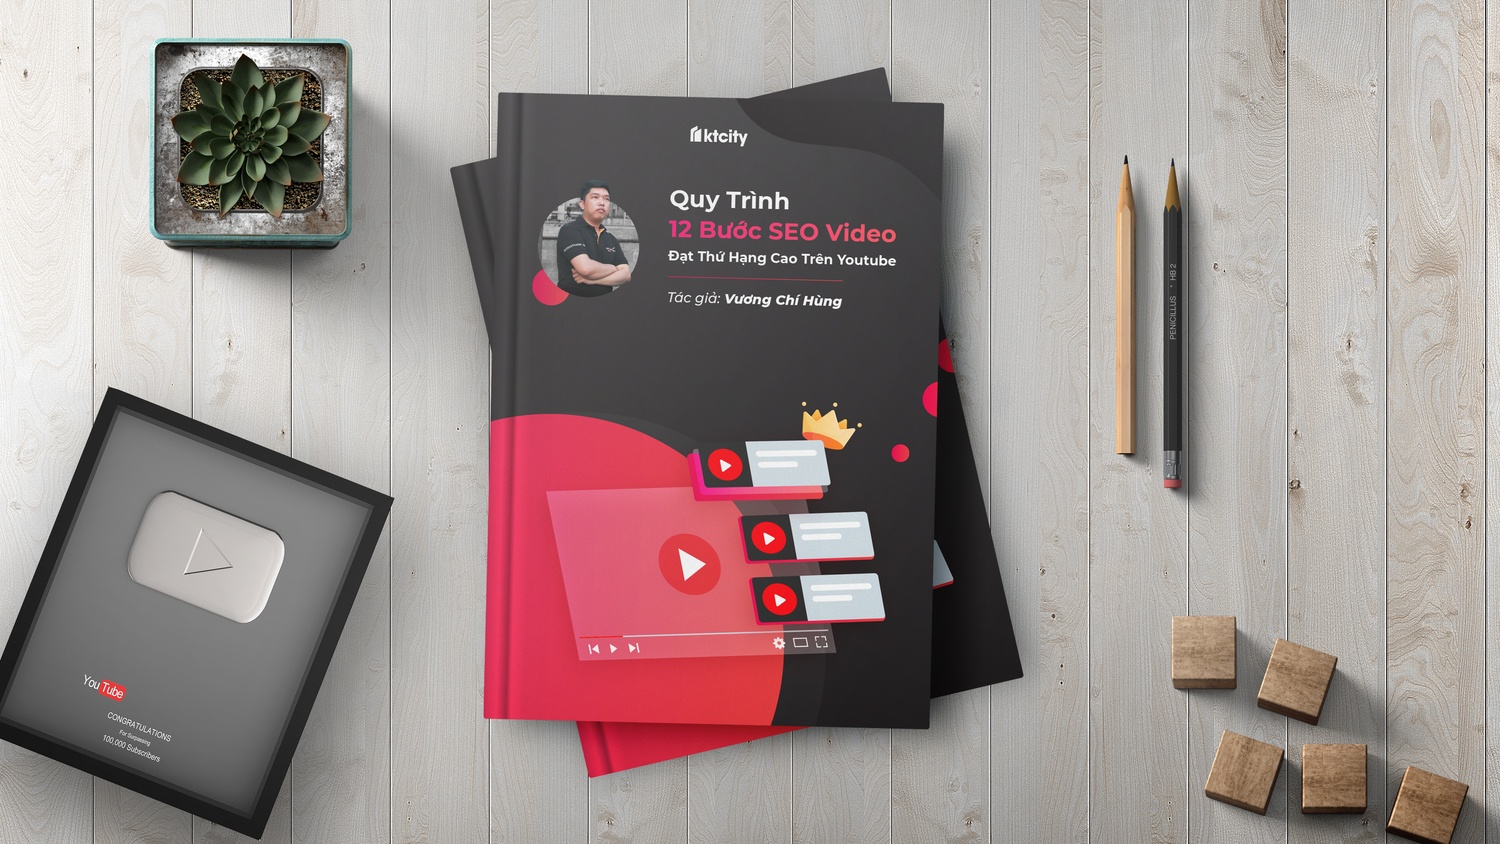 ktcity
Quy Trình
12 Bước SEO Video
Đạt Thứ Hạng Cao Trên Youtube
Tác giả: Vương Chí Hùng
PENICILLUS * HB 2
YouTube
CONGRATULATIONS
For Surpassing
100,000 Subscribers